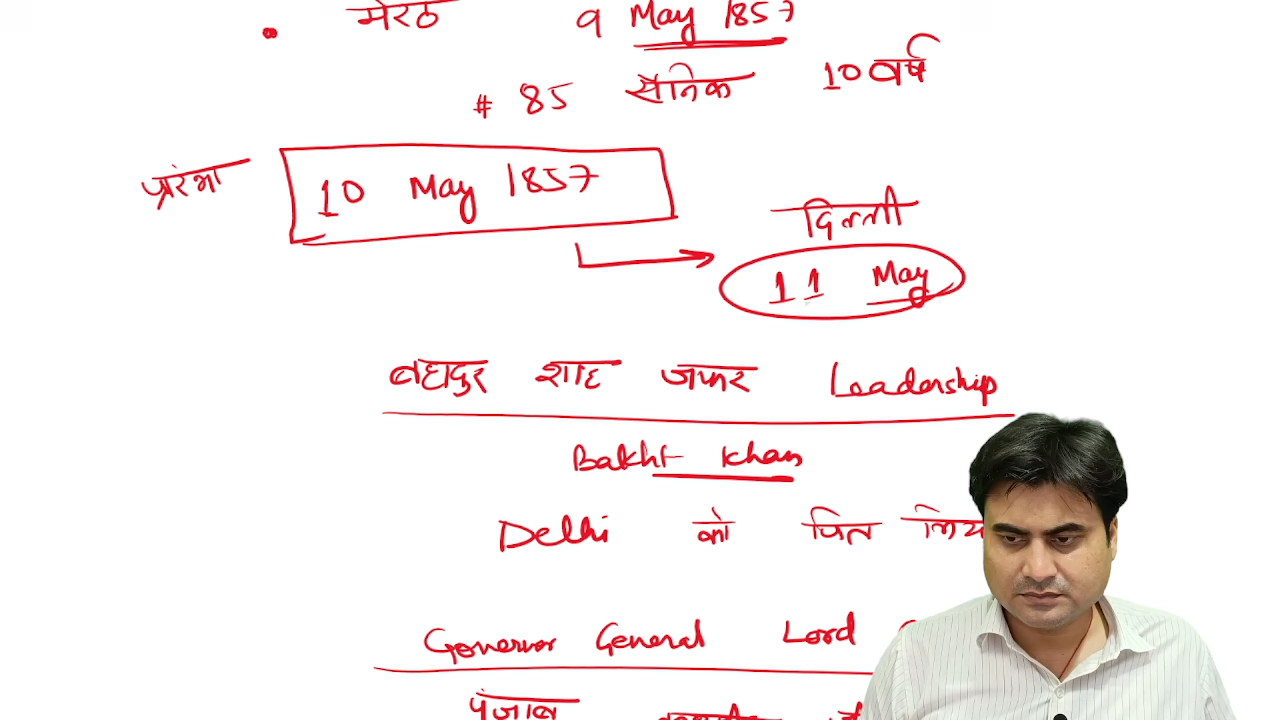 मेरठ 9 May 1857
# 85 सैनिक 10 वर्ष
प्रारंभ 10 May 1857
दिल्ली
11 May
बहादुर शाह जफर Leadership
Bakht Khan
Delhi को जित लिय
Governor General Lord
पंजाब